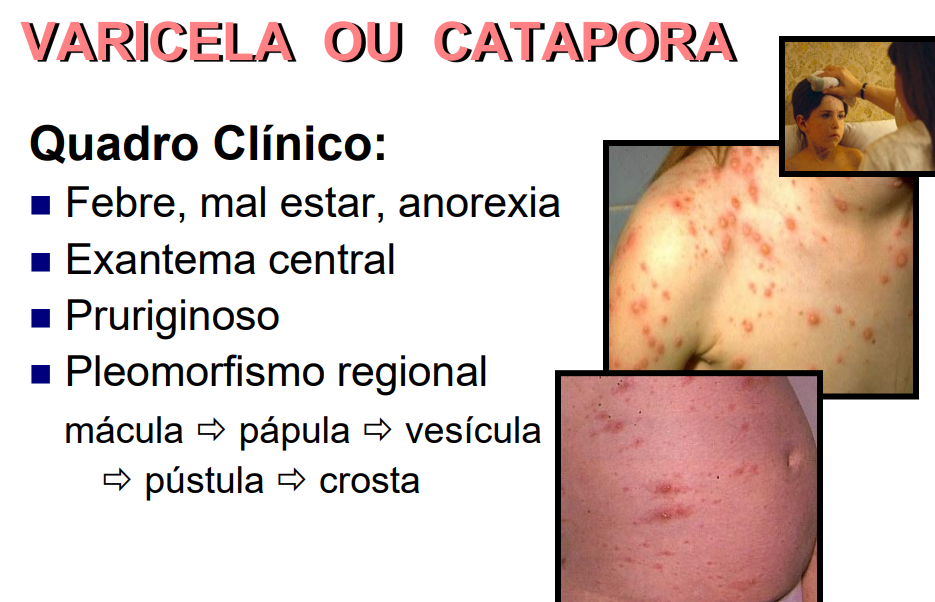 VARICELA OU CATAPORA
Quadro Clínico:
Febre, mal estar, anorexia
Exantema central
Pruriginoso
Pleomorfismo regional
mácula ⇨ pápula ⇨ vesícula
⇨ pústula ⇨ crosta